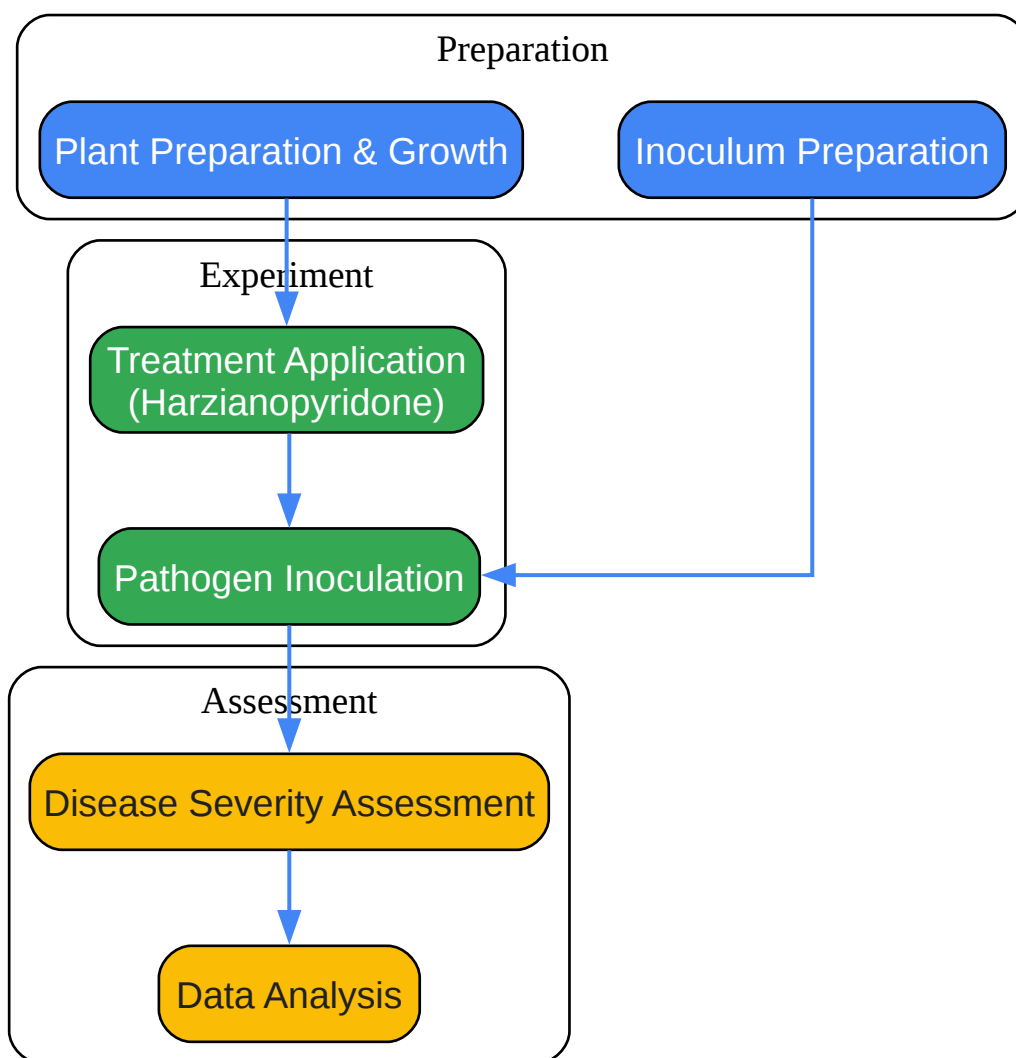 Preparation
Plant Preparation & Growth
Inoculum Preparation
Experiment
Treatment Application
(Harzianopyridone)
Pathogen Inoculation
Assessment
Disease Severity Assessment
Data Analysis